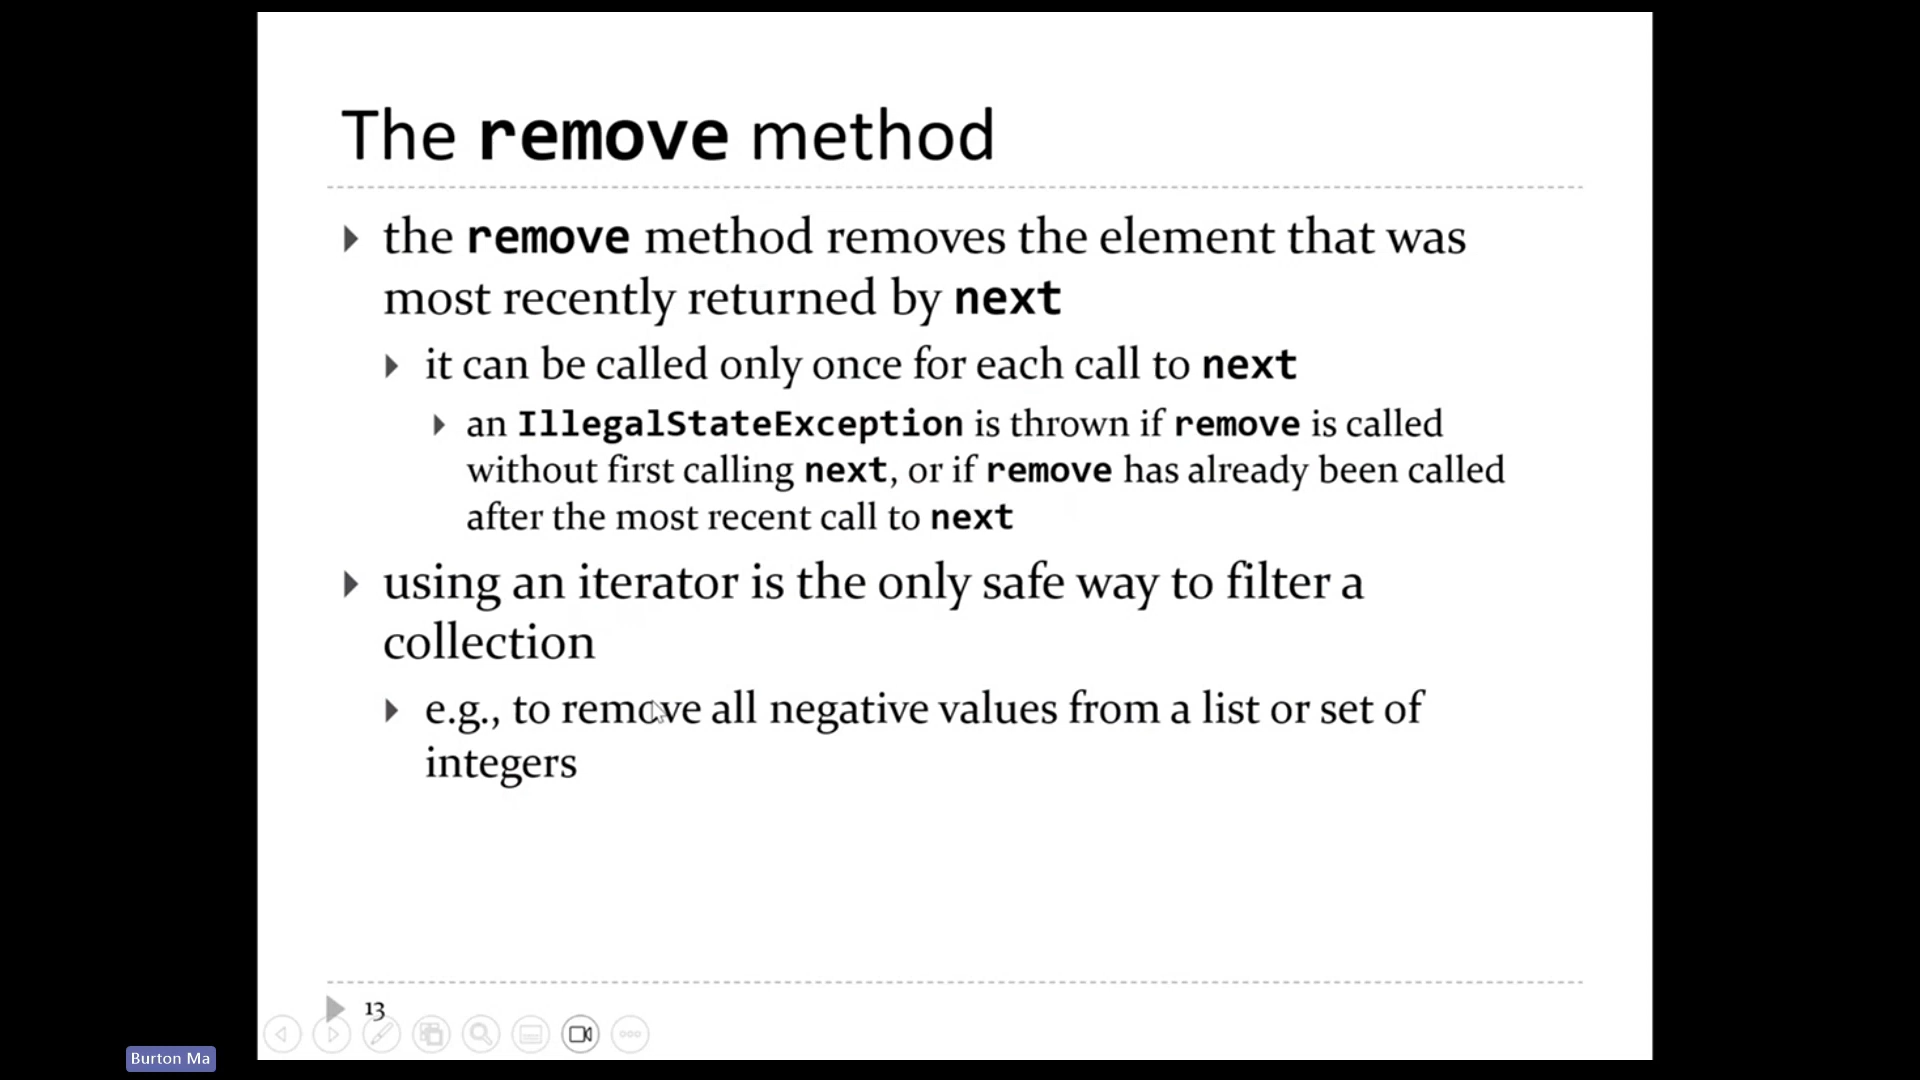 The remove method
the remove method removes the element that was
most recently returned by next
it can be called only once for each call to next
an IllegalStateException is thrown if remove is called
without first calling next, or if remove has already been called
after the most recent call to next
using an iterator is the only safe way to filter a
collection
e.g., to remove all negative values from a list or set of
integers
13
Burton Ma